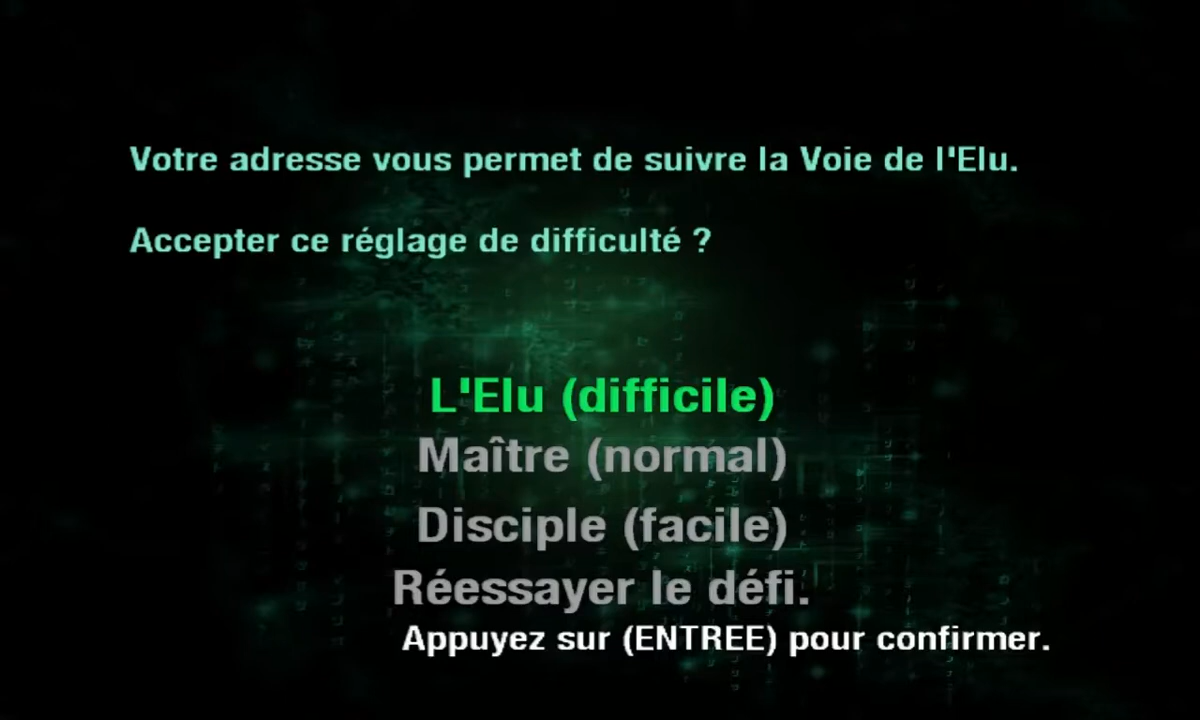 Votre adresse vous permet de suivre la Voie de l'Elu.
Accepter ce réglage de difficulté ?
L'Elu (difficile)
Maître (normal)
Disciple (facile)
Réessayer le défi.
Appuyez sur (ENTREE) pour confirmer.